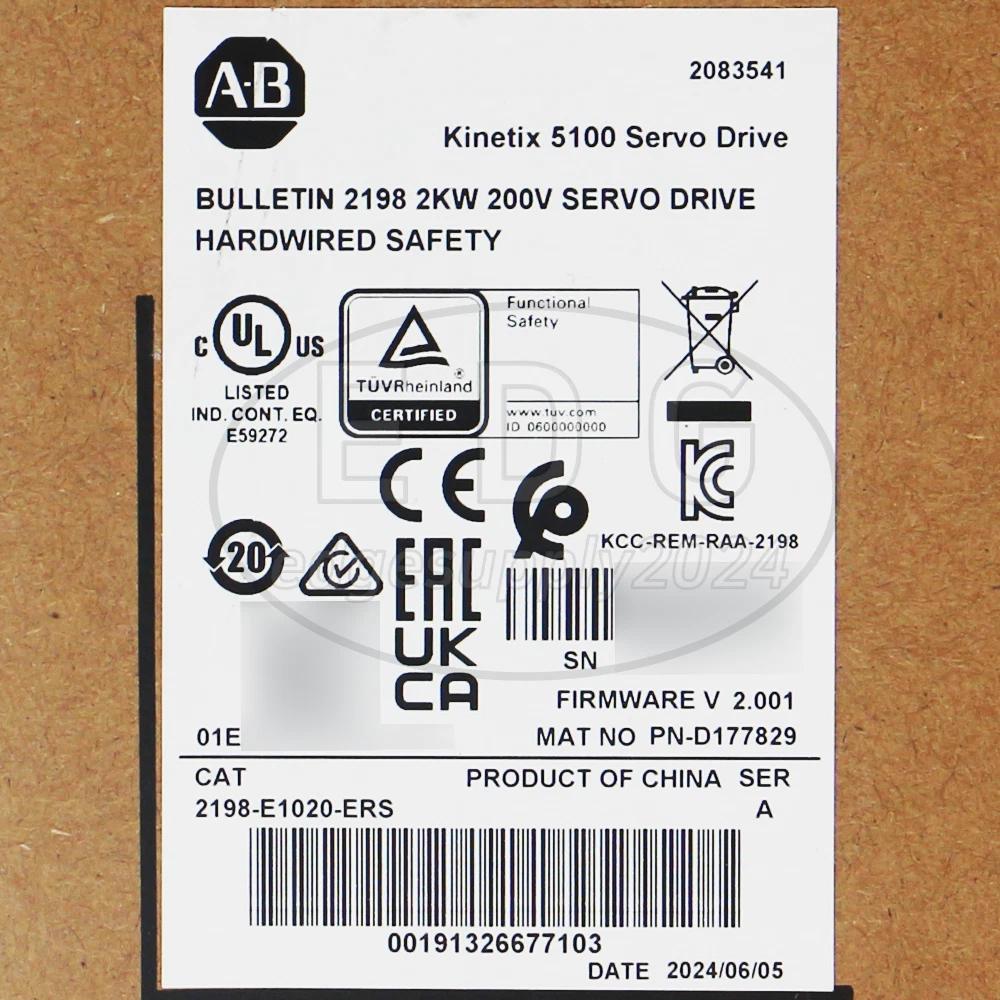 A-B
2083541
Kinetix 5100 Servo Drive
BULLETIN 2198 2KW 200V SERVO DRIVE
HARDWIRED SAFETY
C UL US
LISTED
IND. CONT. EQ.
E59272
TÜVRheinland
®
CERTIFIED
Functional
Safety
www.tuv.com
ID 0600000000
EDG
edgesupply2024
CE
KC
KCC-REM-RAA-2198
20
EAC
UK
CA
SN
FIRMWARE V 2.001
01E
MAT NO PN-D177829
CAT PRODUCT OF CHINA SER
2198-E1020-ERS A
00191326677103
DATE 2024/06/05